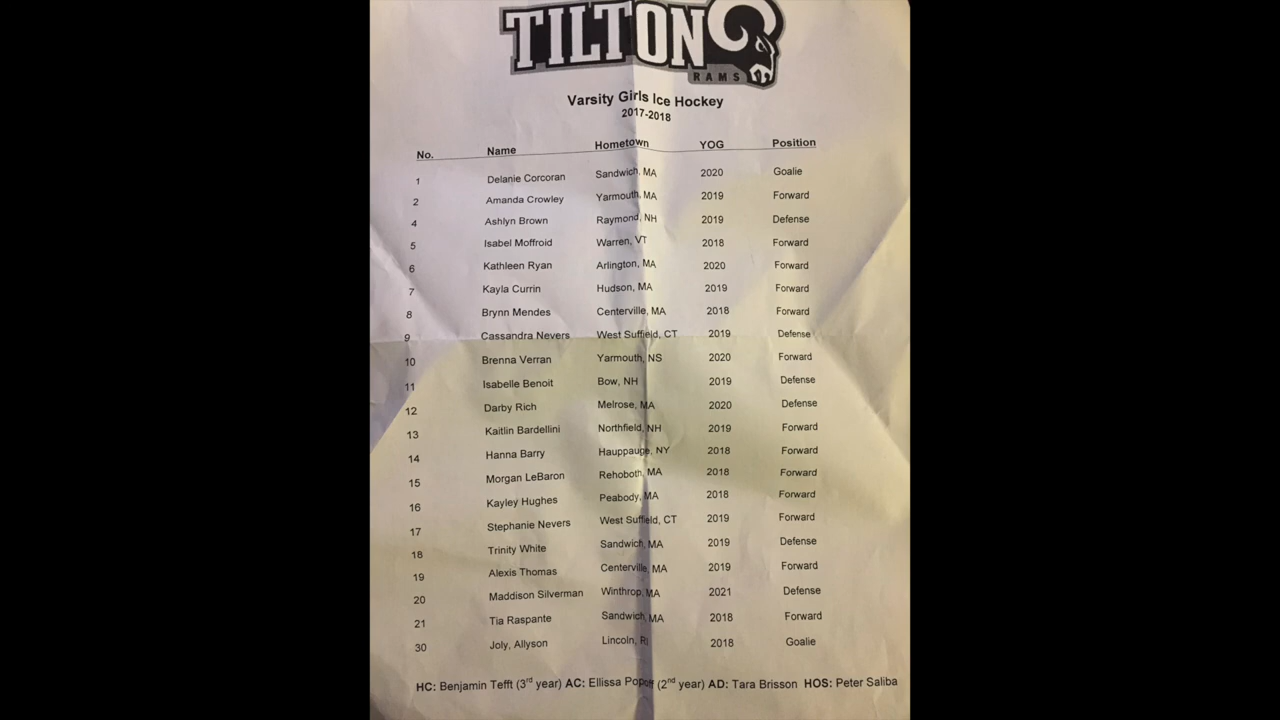 TILTON
RAMS
Varsity Girls Ice Hockey
2017-2018
No. Name Hometown YOG Position
1 Delanie Corcoran Sandwich, MA 2020 Goalie
2 Amanda Crowley Yarmouth, MA 2019 Forward
4 Ashlyn Brown Raymond, NH 2019 Defense
5 Isabel Moffroid Warren, VT 2018 Forward
6 Kathleen Ryan Arlington, MA 2020 Forward
7 Kayla Currin Hudson, MA 2019 Forward
8 Brynn Mendes Centerville, MA 2018 Forward
9 Cassandra Nevers West Suffield, CT 2019 Defense
10 Brenna Verran Yarmouth, NS 2020 Forward
11 Isabelle Benoit Bow, NH 2019 Defense
12 Darby Rich Melrose, MA 2020 Defense
13 Kaitlin Bardellini Northfield, NH 2019 Forward
14 Hanna Barry Hauppauge, NY 2018 Forward
15 Morgan LeBaron Rehoboth, MA 2018 Forward
16 Kayley Hughes Peabody, MA 2018 Forward
17 Stephanie Nevers West Suffield, CT 2019 Forward
18 Trinity White Sandwich, MA 2019 Defense
19 Alexis Thomas Centerville, MA 2019 Forward
20 Maddison Silverman Winthrop, MA 2021 Defense
21 Tia Raspante Sandwich, MA 2018 Forward
30 Joly, Allyson Lincoln, RI 2018 Goalie
HC: Benjamin Tefft (3rd year) AC: Ellissa Popoff (2nd year) AD: Tara Brisson HOS: Peter Saliba